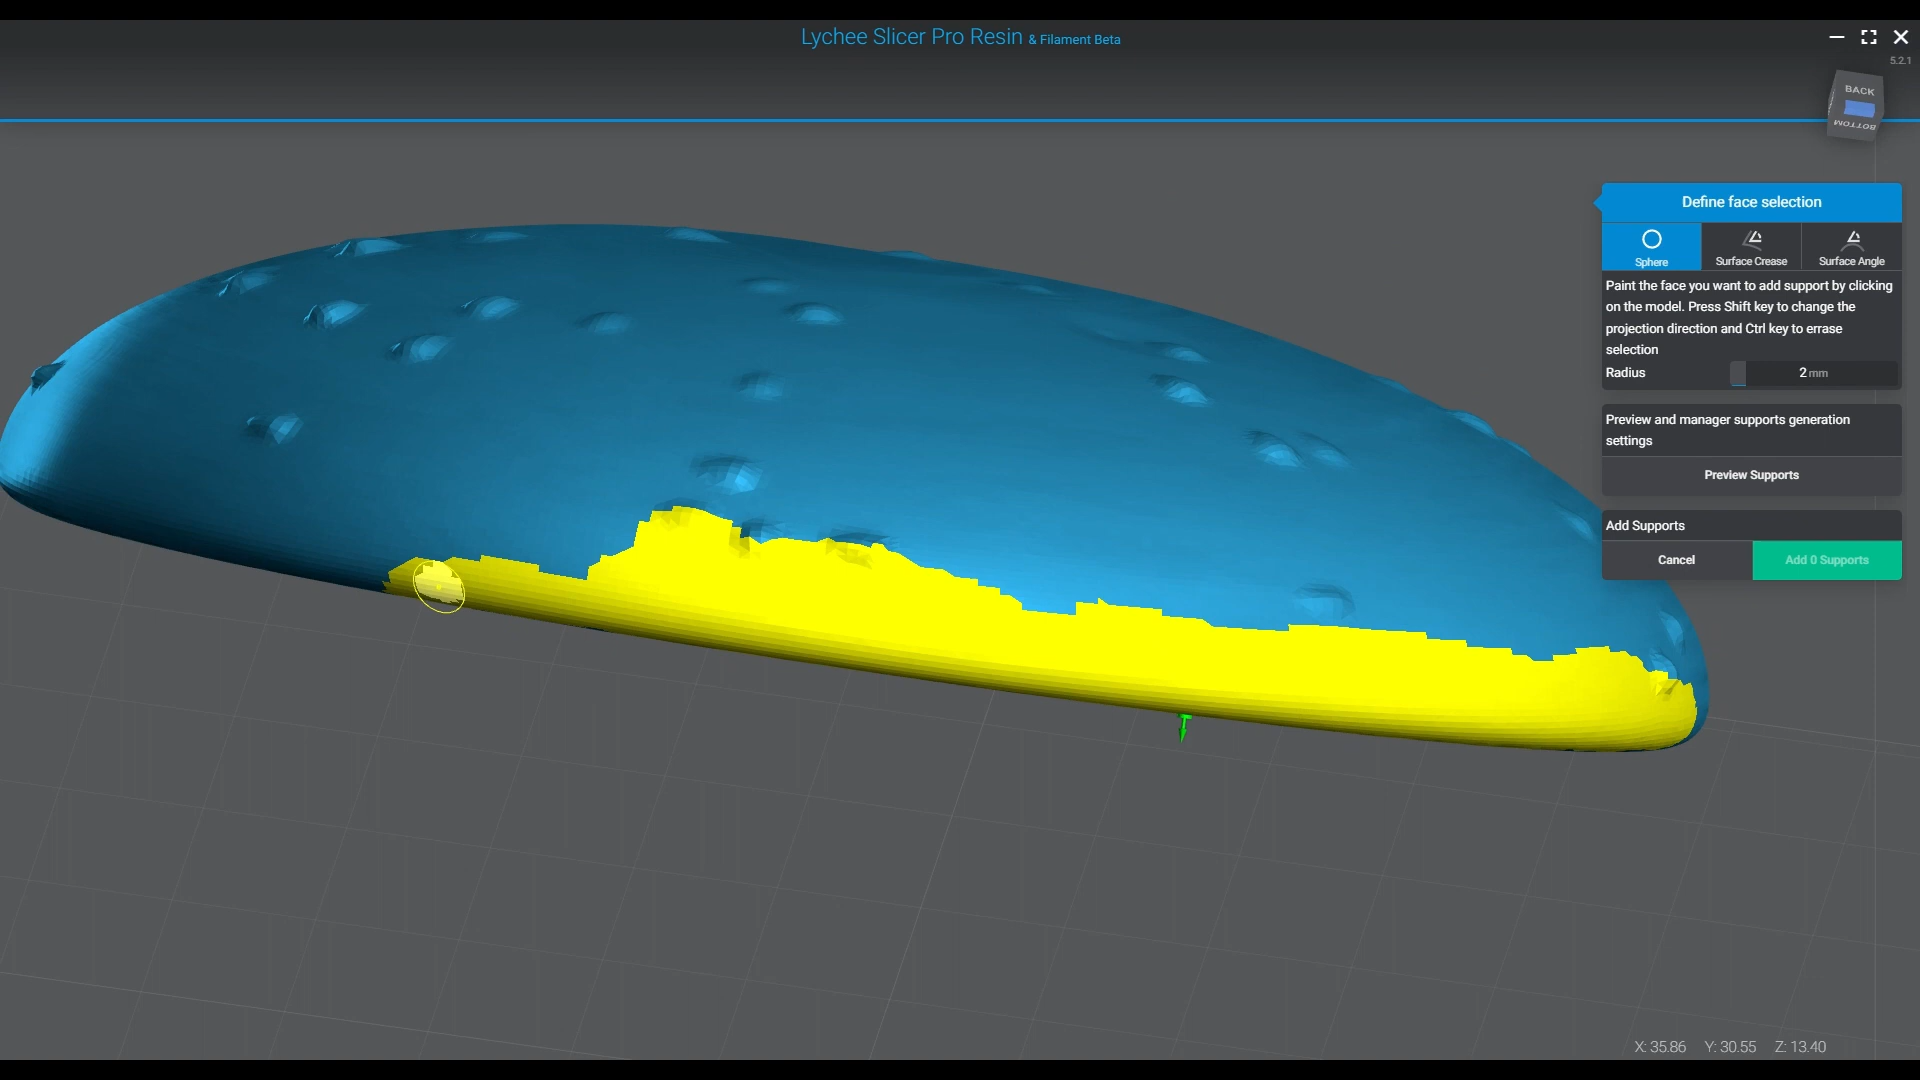 Lychee Slicer Pro Resin & Filament Beta
5.2.1
BACK
BOTTOM
Define face selection
Sphere
Surface Crease
Surface Angle
Paint the face you want to add support by clicking
on the model. Press Shift key to change the
projection direction and Ctrl key to errase
selection
Radius
2 mm
Preview and manager supports generation
settings
Preview Supports
Add Supports
Cancel
Add 0 Supports
X: 35.86 Y: 30.55 Z: 13.40